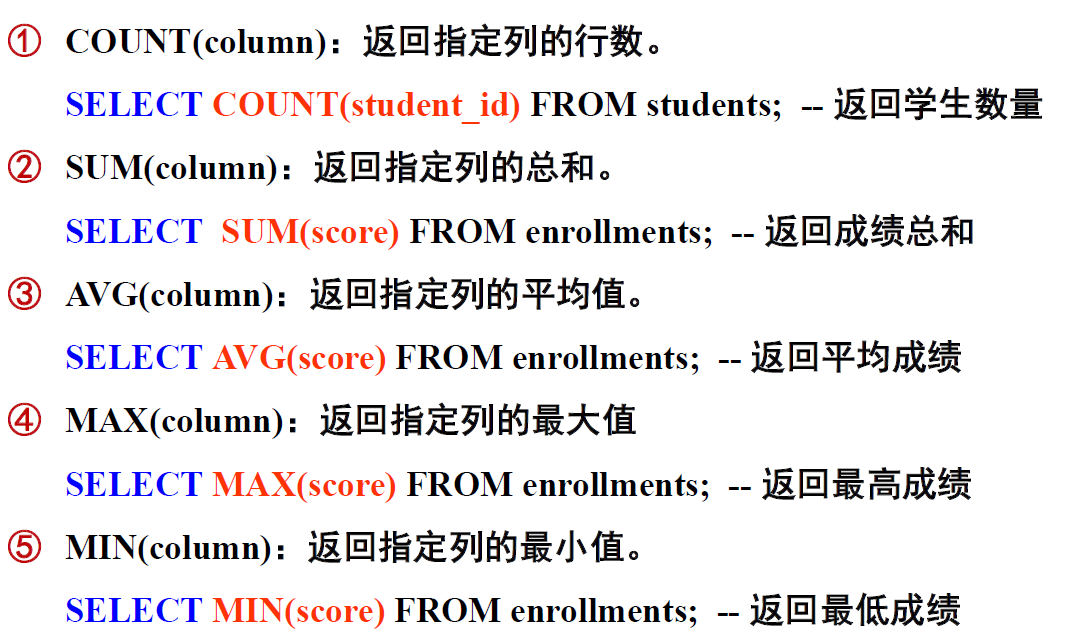 ① COUNT(column)：返回指定列的行数。
SELECT COUNT(student_id) FROM students; -- 返回学生数量
② SUM(column)：返回指定列的总和。
SELECT SUM(score) FROM enrollments; -- 返回成绩总和
③ AVG(column)：返回指定列的平均值。
SELECT AVG(score) FROM enrollments; -- 返回平均成绩
④ MAX(column)：返回指定列的最大值
SELECT MAX(score) FROM enrollments; -- 返回最高成绩
⑤ MIN(column)：返回指定列的最小值。
SELECT MIN(score) FROM enrollments; -- 返回最低成绩